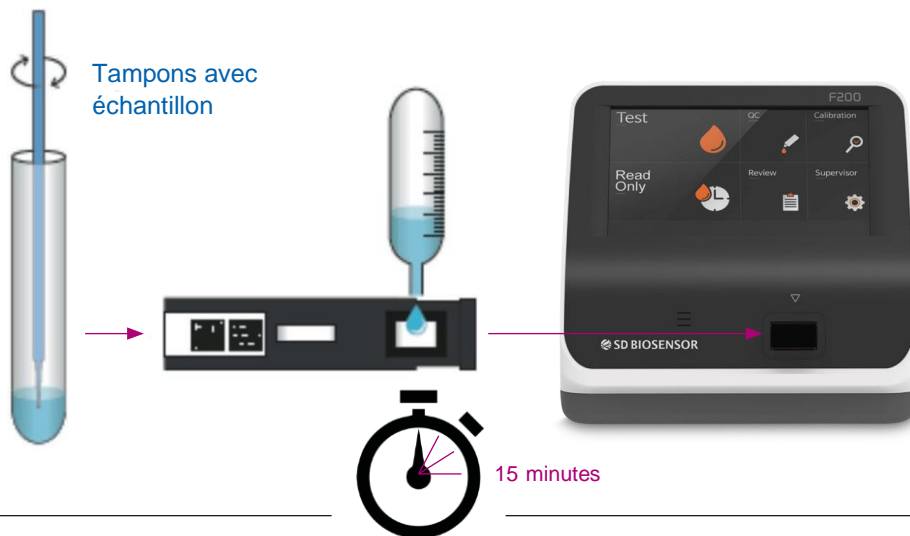 Tampons avec
échantillon
F200
Test
QC
Calibration
Read
Only
Review
Supervisor
SD BIOSENSOR
15 minutes